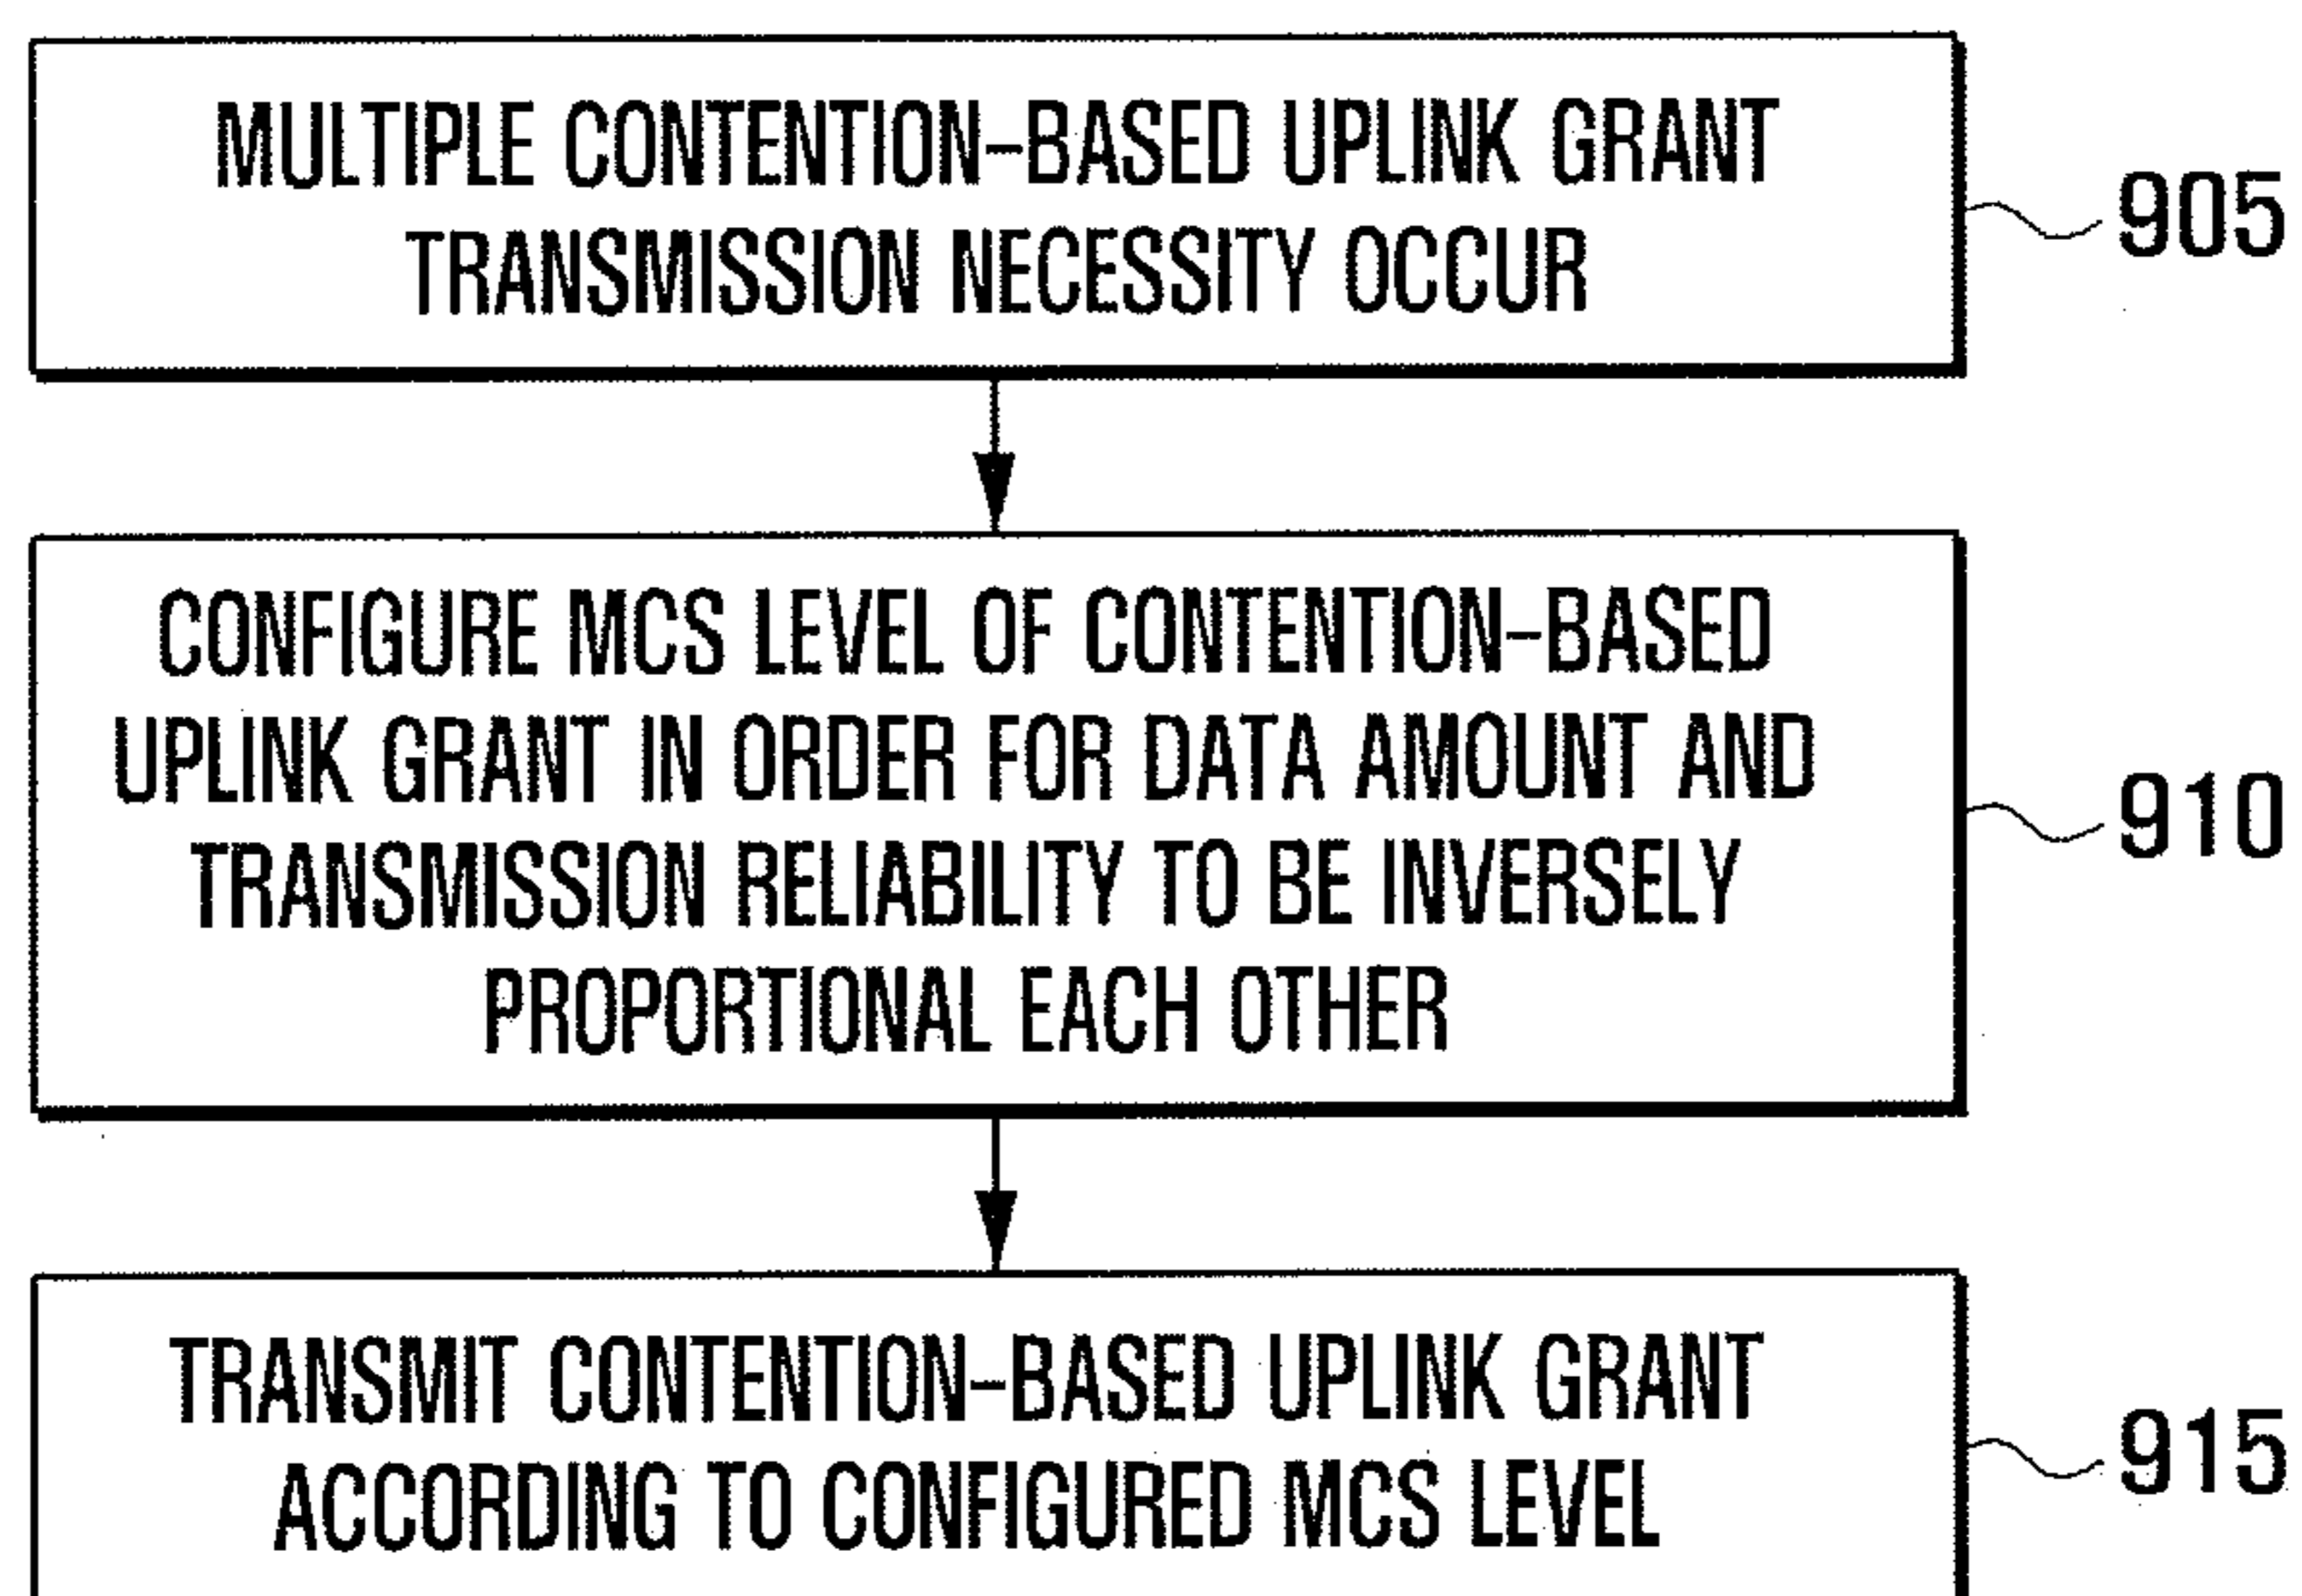 MULTIPLE CONTENTION-BASED UPLINK GRANT
TRANSMISSION NECESSITY OCCUR
905
CONFIGURE MCS LEVEL OF CONTENTION-BASED
UPLINK GRANT IN ORDER FOR DATA AMOUNT AND
TRANSMISSION RELIABILITY TO BE INVERSELY
PROPORTIONAL EACH OTHER
910
TRANSMIT CONTENTION-BASED UPLINK GRANT
ACCORDING TO CONFIGURED MCS LEVEL
915